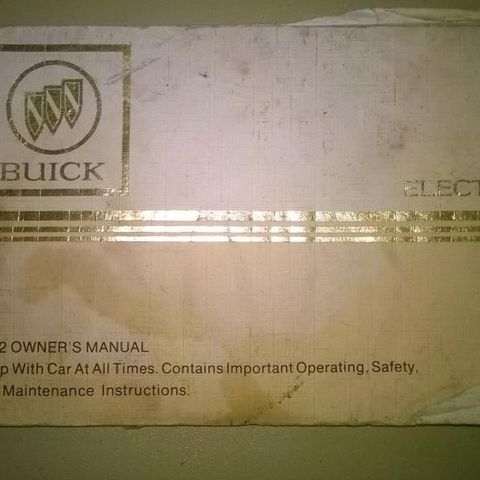 BUICK
ELECT
2 OWNER'S MANUAL
p With Car At All Times. Contains Important Operating, Safety,
Maintenance Instructions.